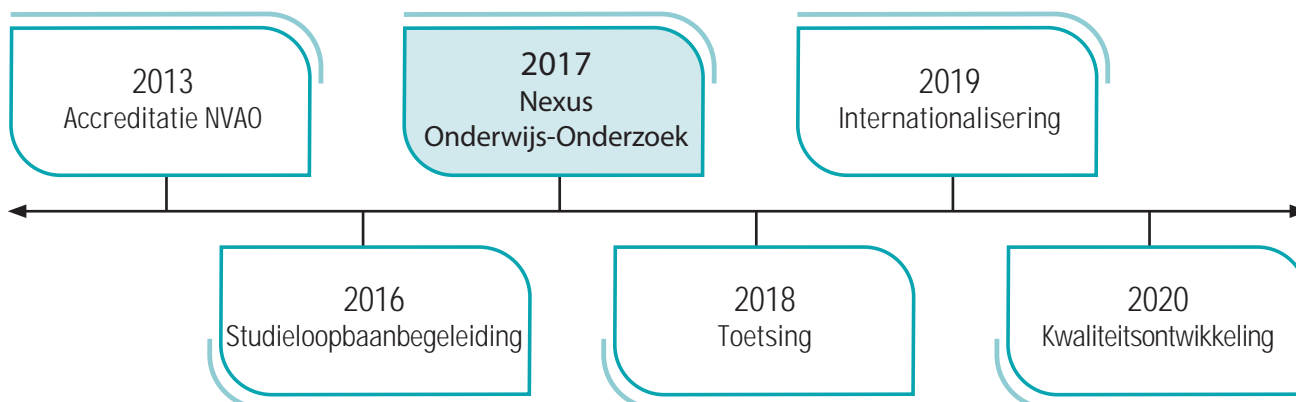 2013
Accreditatie NVAO
2016
Studieloopbaanbegeleiding
2017
Nexus
Onderwijs-Onderzoek
2018
Toetsing
2019
Internationalisering
2020
Kwaliteitsontwikkeling